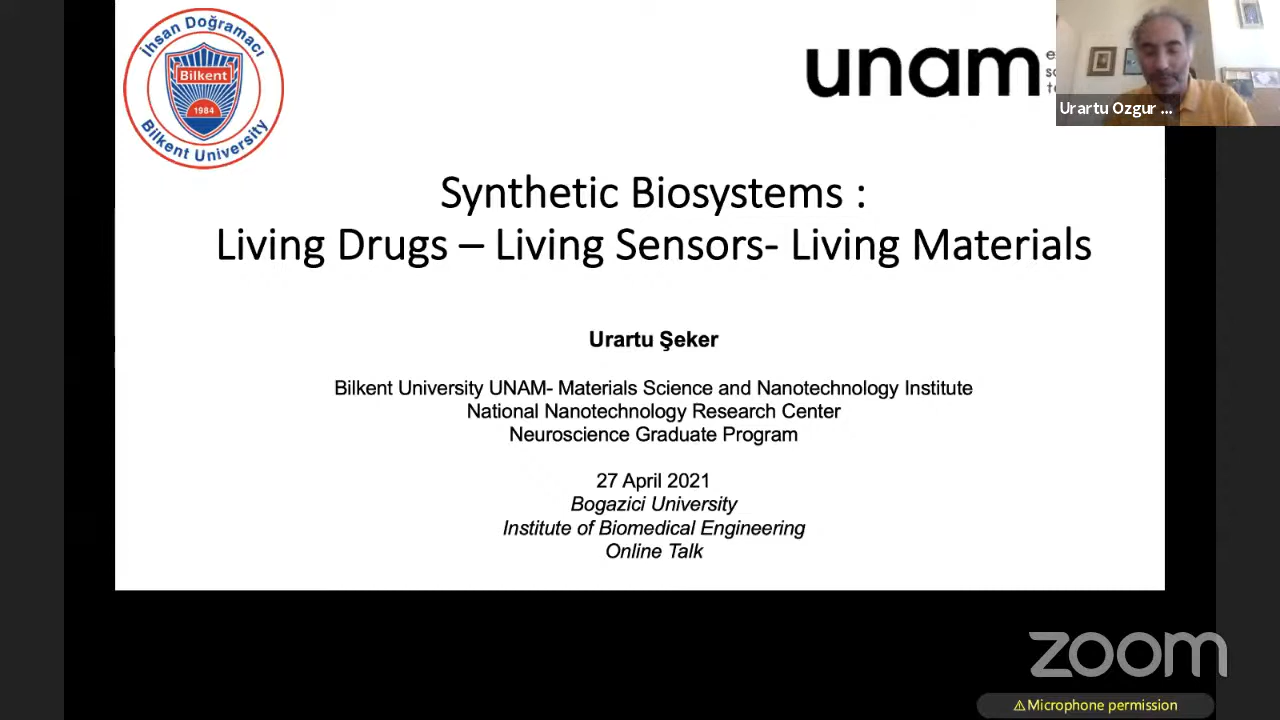 İhsan Doğramacı
Bilkent
1984
Bilkent University
unam
Urartu Ozgur ...
Synthetic Biosystems :
Living Drugs – Living Sensors- Living Materials
Urartu Şeker
Bilkent University UNAM- Materials Science and Nanotechnology Institute
National Nanotechnology Research Center
Neuroscience Graduate Program
27 April 2021
Bogazici University
Institute of Biomedical Engineering
Online Talk
zoom
⚠Microphone permission